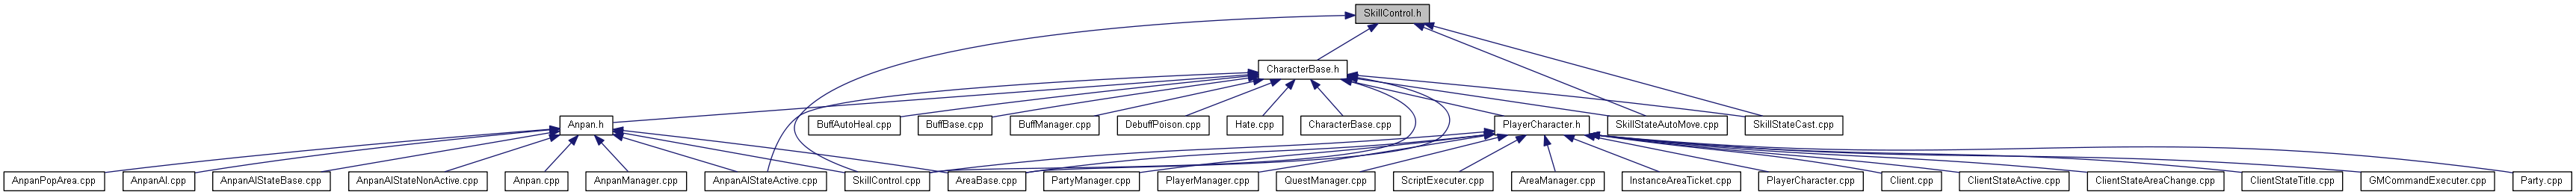 SkillControl.h
CharacterBase.h
Anpan.h
BuffAutoHeal.cpp
BuffBase.cpp
BuffManager.cpp
DebuffPoison.cpp
Hate.cpp
CharacterBase.cpp
PlayerCharacter.h
SkillStateAutoMove.cpp
SkillStateCast.cpp
AnpanPopArea.cpp
AnpanAI.cpp
AnpanAIStateBase.cpp
AnpanAIStateNonActive.cpp
Anpan.cpp
AnpanManager.cpp
AnpanAIStateActive.cpp
SkillControl.cpp
AreaBase.cpp
PartyManager.cpp
PlayerManager.cpp
QuestManager.cpp
ScriptExecuter.cpp
AreaManager.cpp
InstanceAreaTicket.cpp
PlayerCharacter.cpp
Client.cpp
ClientStateActive.cpp
ClientStateAreaChange.cpp
ClientStateTitle.cpp
GMCommandExecuter.cpp
Party.cpp